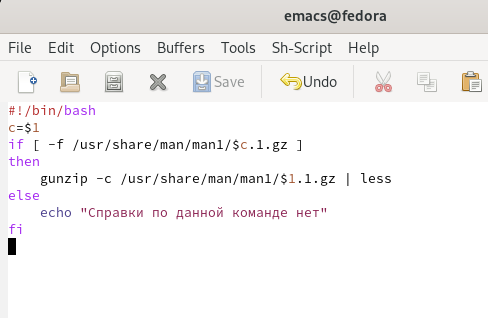 emacs@fedora
File Edit Options Buffers Tools Sh-Script Help
Save Undo
#!/bin/bash
c=$1
if [ -f /usr/share/man/man1/$c.1.gz ]
then
    gunzip -c /usr/share/man/man1/$1.1.gz | less
else
    echo "Справки по данной команде нет"
fi